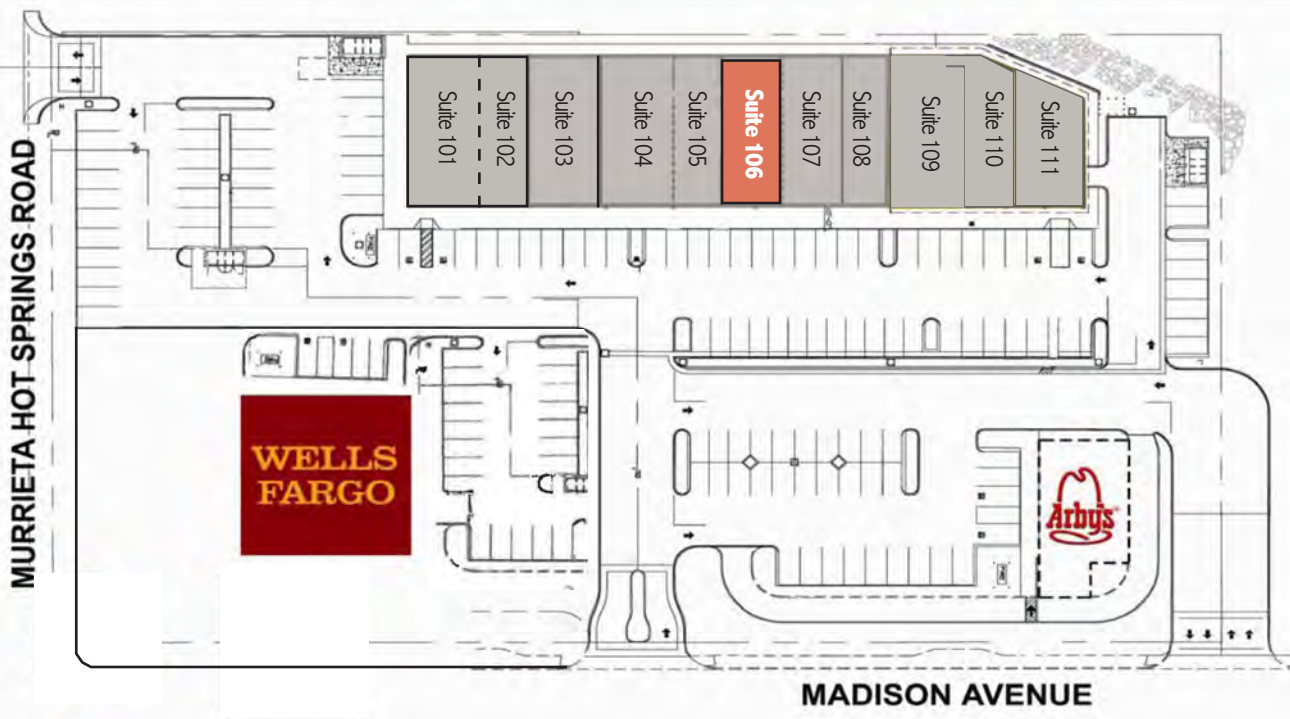 MURRIETA HOT SPRINGS ROAD
Suite 101
Suite 102
Suite 103
Suite 104
Suite 105
Suite 106
Suite 107
Suite 108
Suite 109
Suite 110
Suite 111
WELLS
FARGO
Arby's
MADISON AVENUE